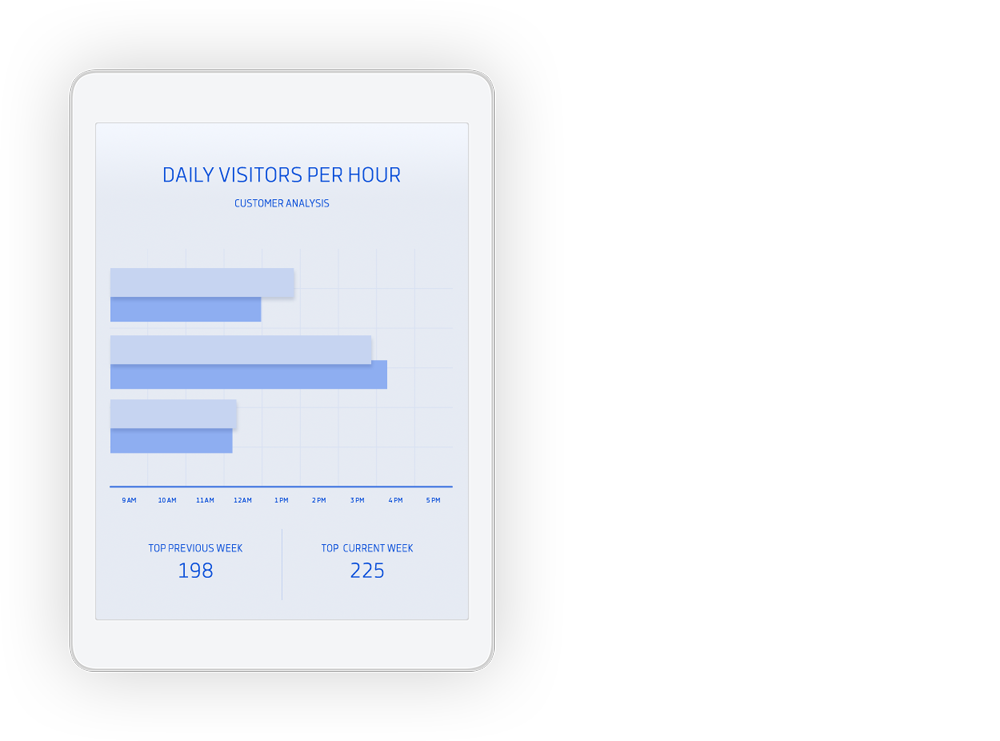 DAILY VISITORS PER HOUR
CUSTOMER ANALYSIS
9 AM 10 AM 11 AM 12 AM 1 PM 2 PM 3 PM 4 PM 5 PM
TOP PREVIOUS WEEK TOP CURRENT WEEK
198 225